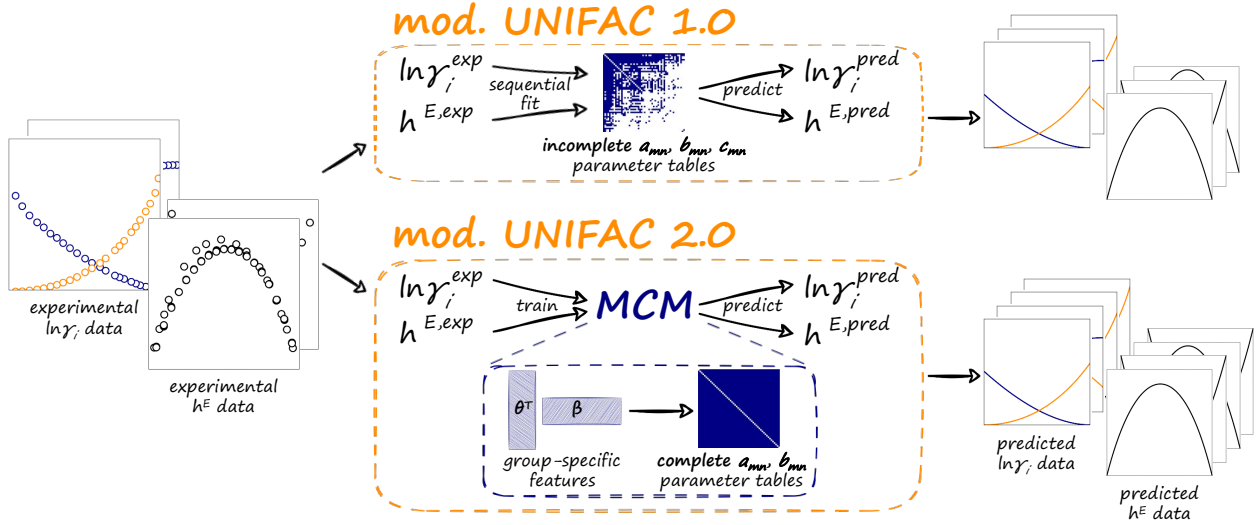 mod. UNIFAC 1.0
lnγᵢᵉˣᵖ
hᴱ,ᵉˣᵖ
sequential
fit
incomplete aₘₙ, bₘₙ, cₘₙ
parameter tables
predict
lnγᵢᵖʳᵉᵈ
hᴱ,ᵖʳᵉᵈ
experimental
lnγᵢ data
experimental
hᴱ data
mod. UNIFAC 2.0
lnγᵢᵉˣᵖ
hᴱ,ᵉˣᵖ
train
MCM
predict
lnγᵢᵖʳᵉᵈ
hᴱ,ᵖʳᵉᵈ
θᵀ
β
group-specific
features
complete aₘₙ, bₘₙ
parameter tables
predicted
lnγᵢ data
predicted
hᴱ data